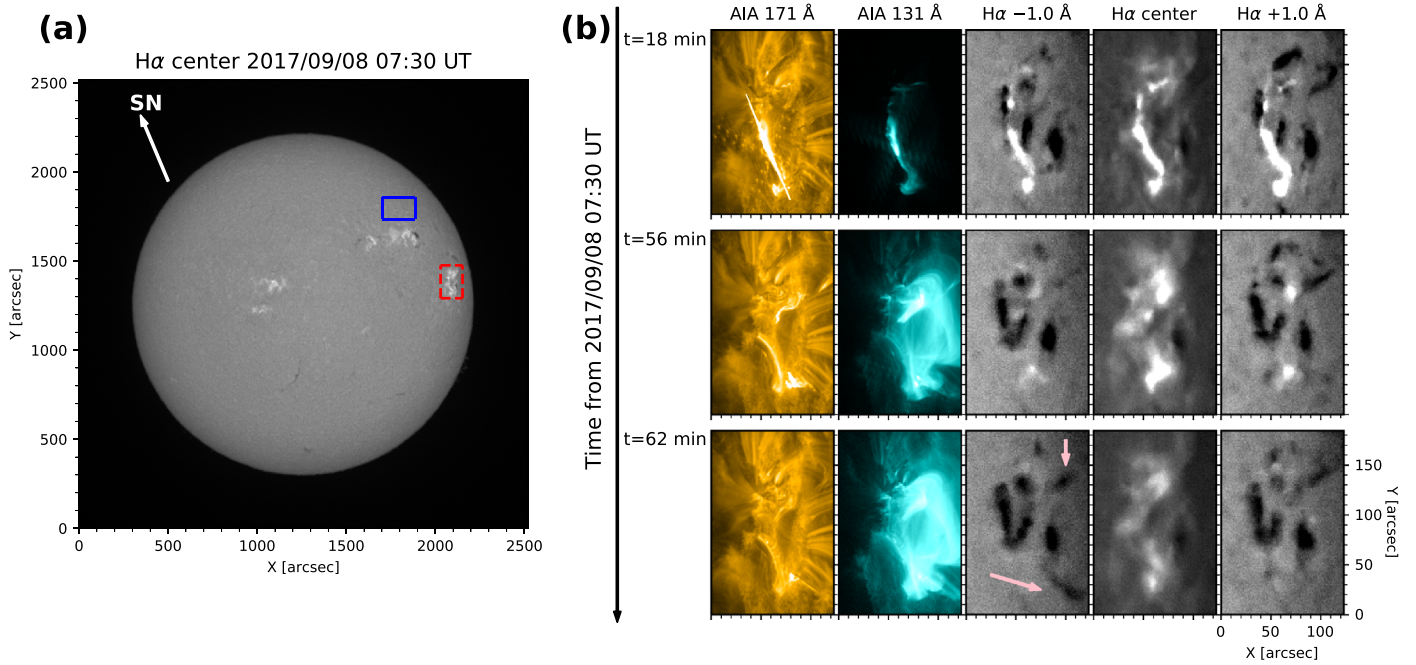 (a)
Hα center 2017/09/08 07:30 UT
SN
2500
2000
1500
1000
500
0
Y [arcsec]
0 500 1000 1500 2000 2500
X [arcsec]
(b)
Time from 2017/09/08 07:30 UT
AIA 171 Å AIA 131 Å Hα −1.0 Å Hα center Hα +1.0 Å
t=18 min
t=56 min
t=62 min
150
100
50
0
Y [arcsec]
0 50 100
X [arcsec]